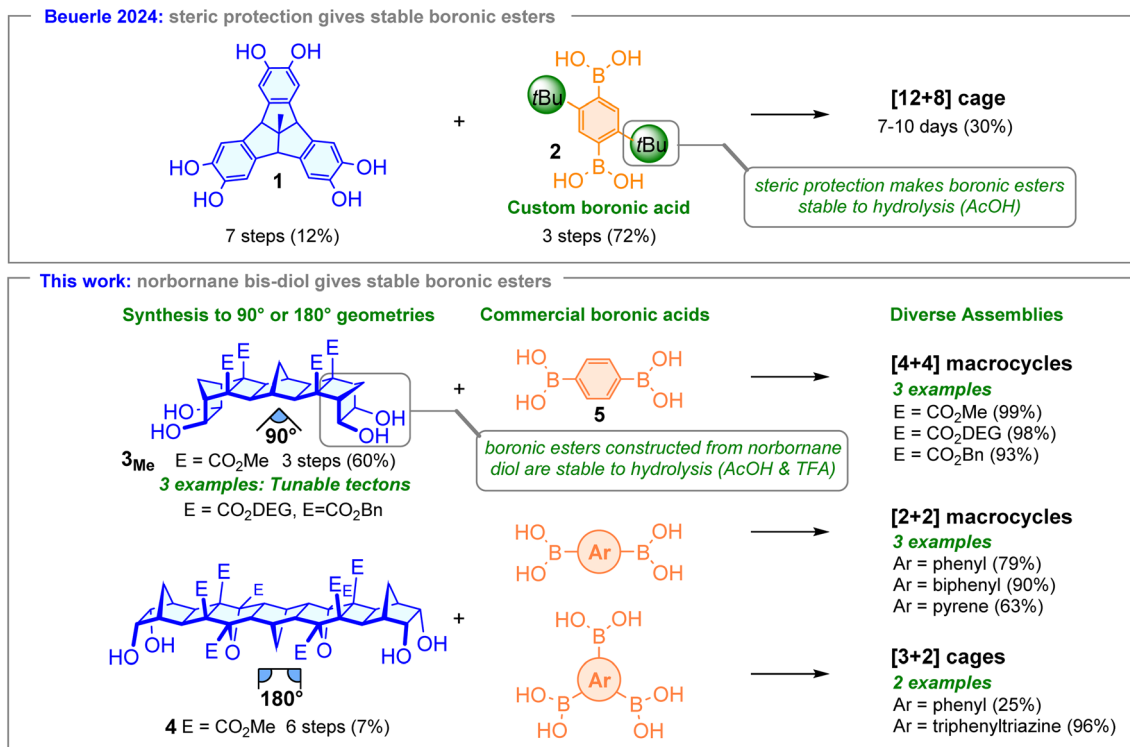 Beuerle 2024: steric protection gives stable boronic esters
HO OH
HO OH
HO OH
1
7 steps (12%)
+
HO OH
B
tBu
tBu
2
B
HO OH
Custom boronic acid
3 steps (72%)
[12+8] cage
7-10 days (30%)
steric protection makes boronic esters
stable to hydrolysis (AcOH)
This work: norbornane bis-diol gives stable boronic esters
Synthesis to 90° or 180° geometries
Commercial boronic acids
Diverse Assemblies
E E E E
HO OH
HO OH
90°
3Me E = CO2Me 3 steps (60%)
3 examples: Tunable tectons
E = CO2DEG, E=CO2Bn
+
HO OH
B B
HO OH
5
boronic esters constructed from norbornane
diol are stable to hydrolysis (AcOH & TFA)
[4+4] macrocycles
3 examples
E = CO2Me (99%)
E = CO2DEG (98%)
E = CO2Bn (93%)
HO OH
B Ar B
HO OH
[2+2] macrocycles
3 examples
Ar = phenyl (79%)
Ar = biphenyl (90%)
Ar = pyrene (63%)
E E
E E E E
E O E O
HO OH
HO OH
180°
4 E = CO2Me 6 steps (7%)
+
HO OH
B
Ar
HO B B OH
OH HO
[3+2] cages
2 examples
Ar = phenyl (25%)
Ar = triphenyltriazine (96%)